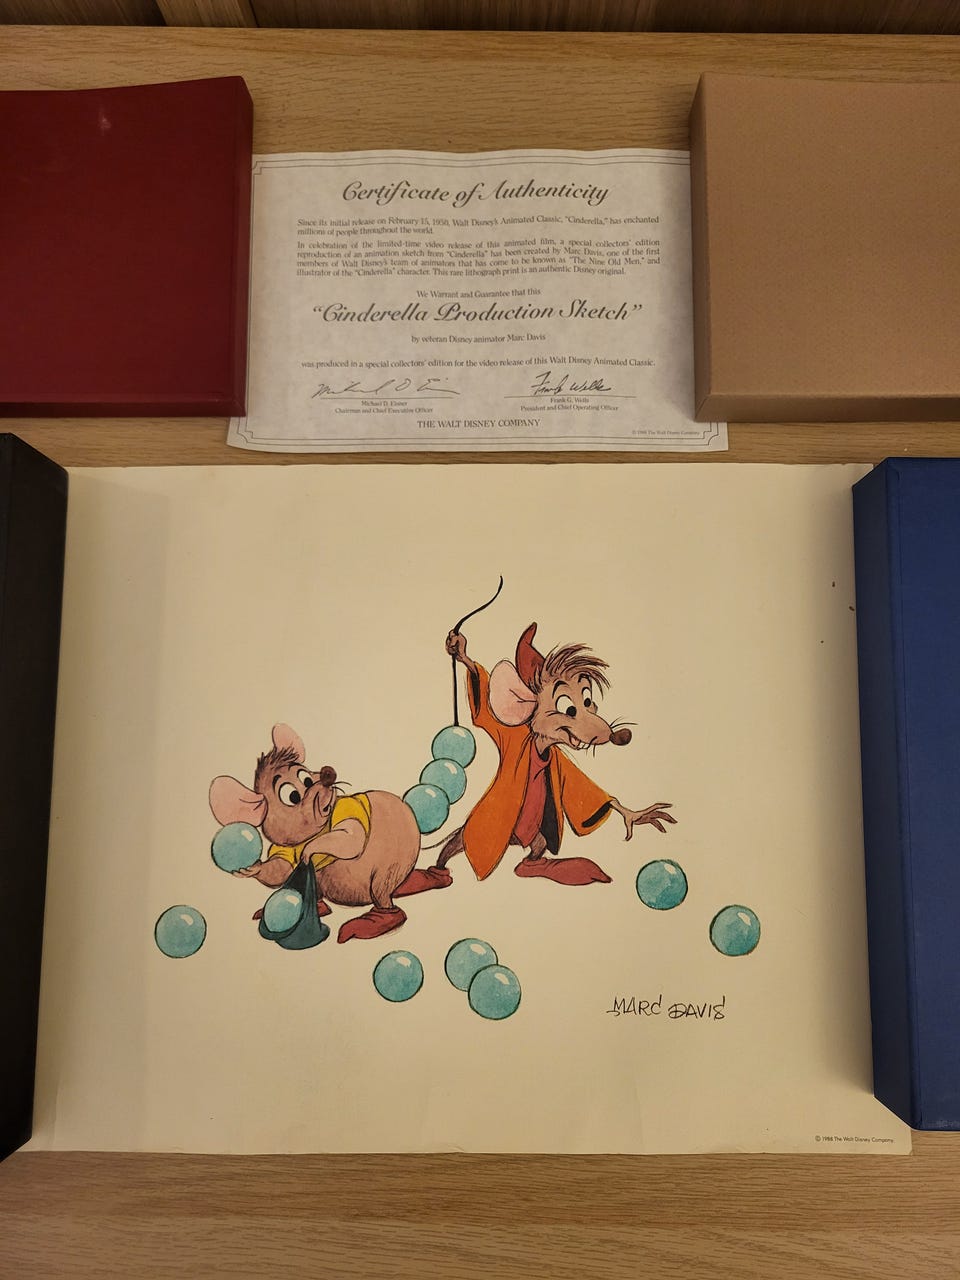 Certificate of Authenticity
Since its initial release on February 15, 1950, Walt Disney's Animated Classic, "Cinderella," has enchanted
millions of people throughout the world.
In celebration of the limited-time video release of this animated film, a special collectors' edition
reproduction of an animation sketch from "Cinderella" has been created by Marc Davis, one of the first
members of Walt Disney's team of animators that has come to be known as "The Nine Old Men," and
illustrator of the "Cinderella" character. This rare lithograph print is an authentic Disney original.
We Warrant and Guarantee that this
"Cinderella Production Sketch"
by veteran Disney animator Marc Davis
was produced in a special collectors' edition for the video release of this Walt Disney Animated Classic.
Michael D. Eisner
Chairman and Chief Executive Officer
Frank Wells
Frank G. Wells
President and Chief Operating Officer
THE WALT DISNEY COMPANY
© 1988 The Walt Disney Company
MARC DAVIS
© 1988 The Walt Disney Company